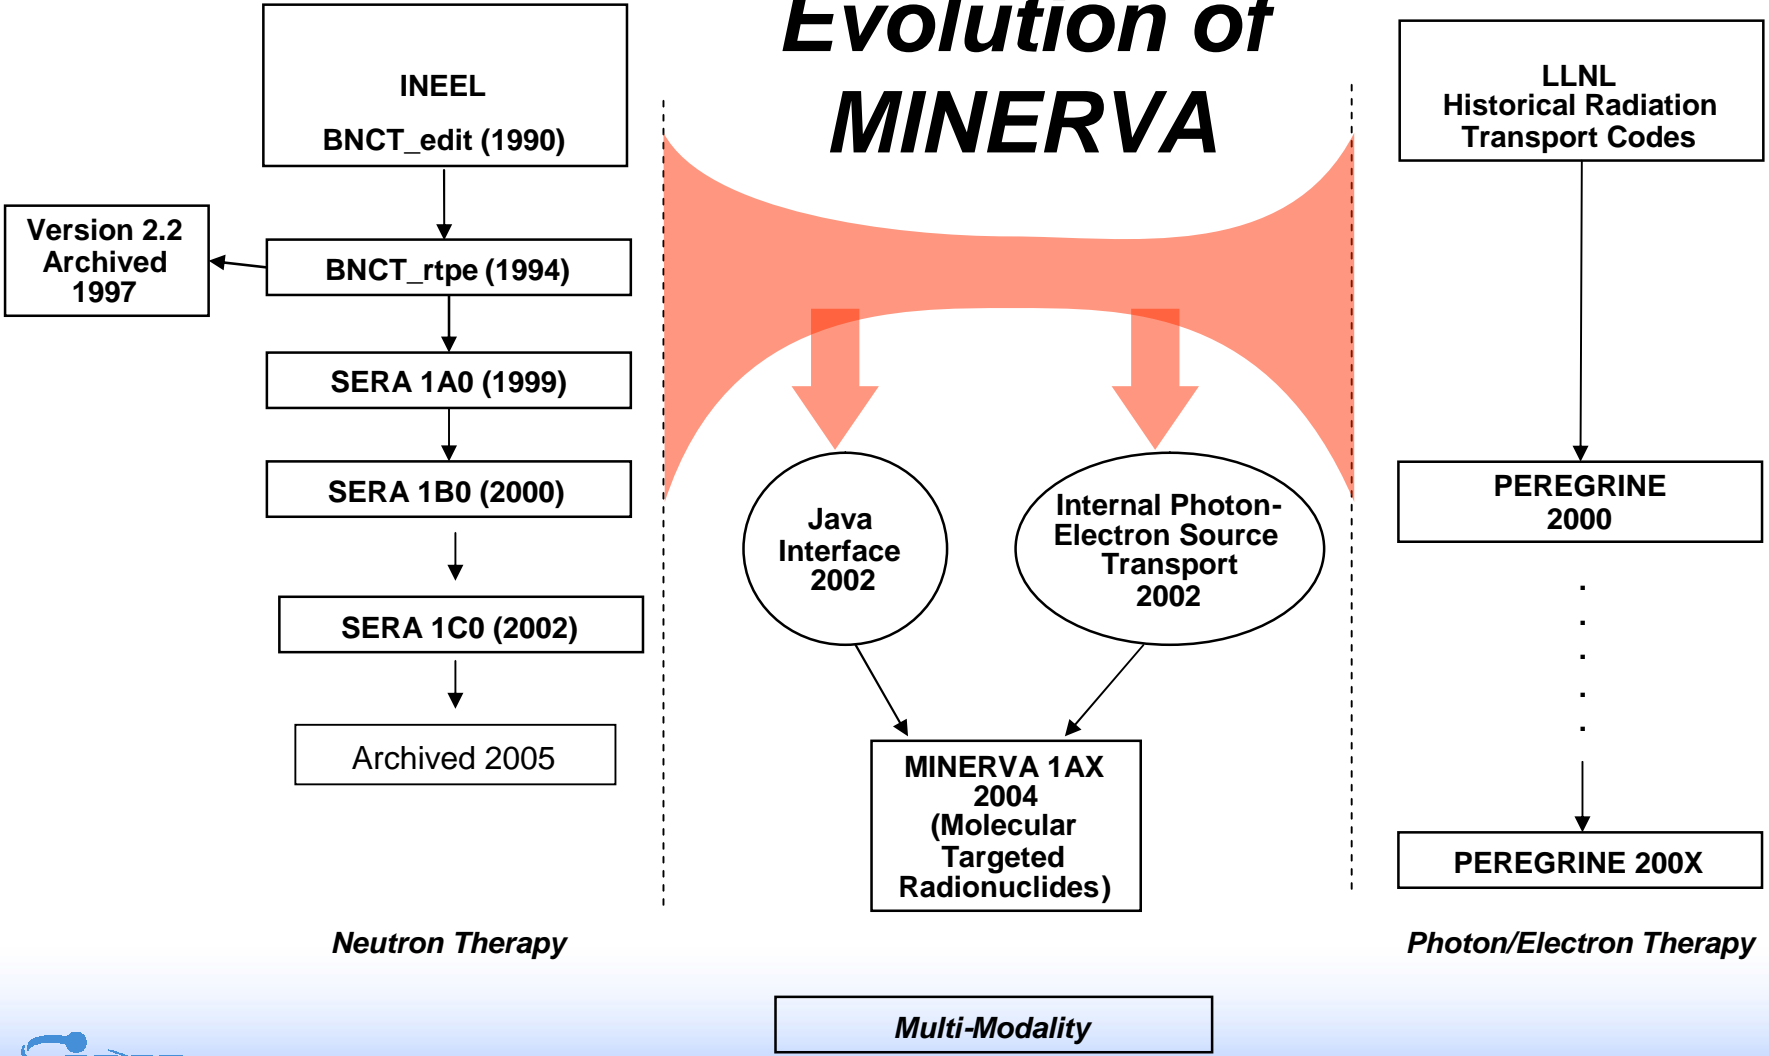 Evolution of
MINERVA
INEEL
BNCT_edit (1990)
Version 2.2
Archived
1997
BNCT_rtpe (1994)
SERA 1A0 (1999)
SERA 1B0 (2000)
SERA 1C0 (2002)
Archived 2005
Neutron Therapy
Java
Interface
2002
Internal Photon-
Electron Source
Transport
2002
MINERVA 1AX
2004
(Molecular
Targeted
Radionuclides)
Multi-Modality
LLNL
Historical Radiation
Transport Codes
PEREGRINE
2000
.
.
.
.
.
PEREGRINE 200X
Photon/Electron Therapy